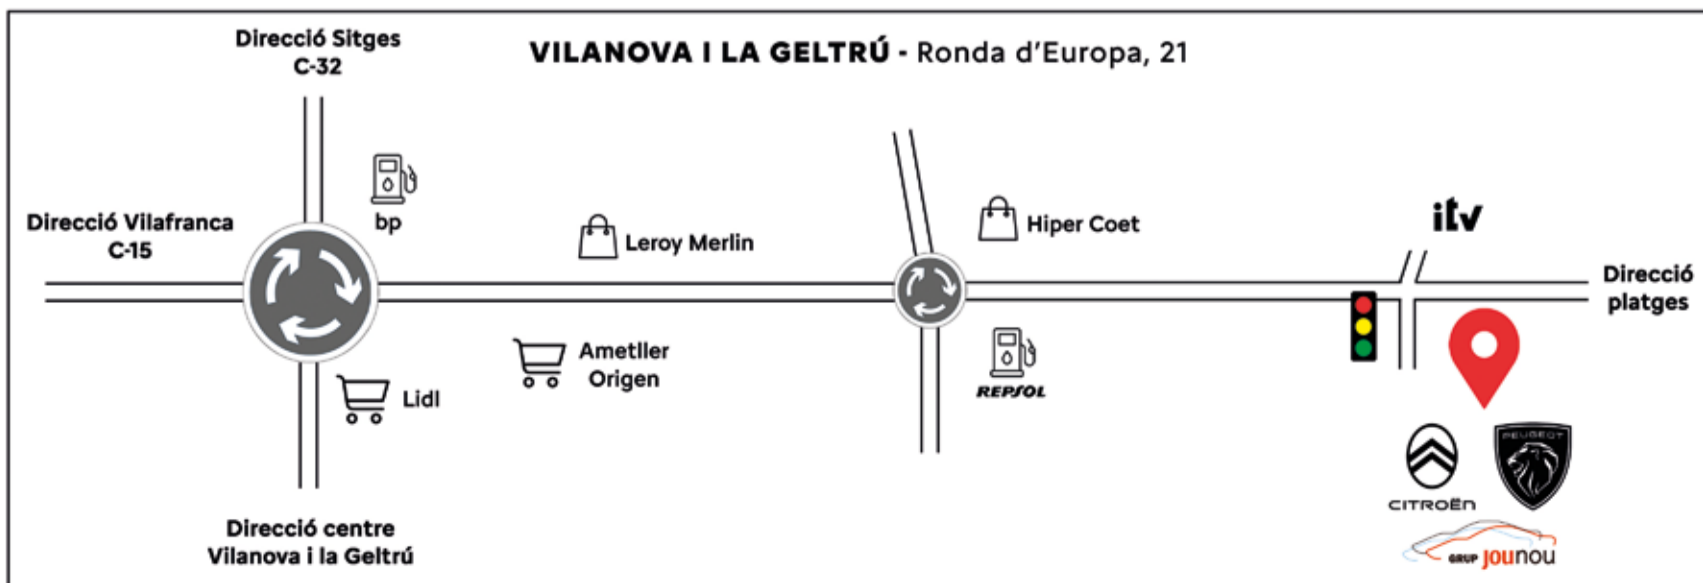 VILANOVA I LA GELTRÚ - Ronda d'Europa, 21
Direcció Sitges
C-32
bp
Direcció Vilafranca
C-15
Leroy Merlin
Hiper Coet
itv
Direcció
platges
Ametller
Origen
Lidl
REPSOL
PEUGEOT
CITROËN
Direcció centre
Vilanova i la Geltrú
GRUP JOUNOU